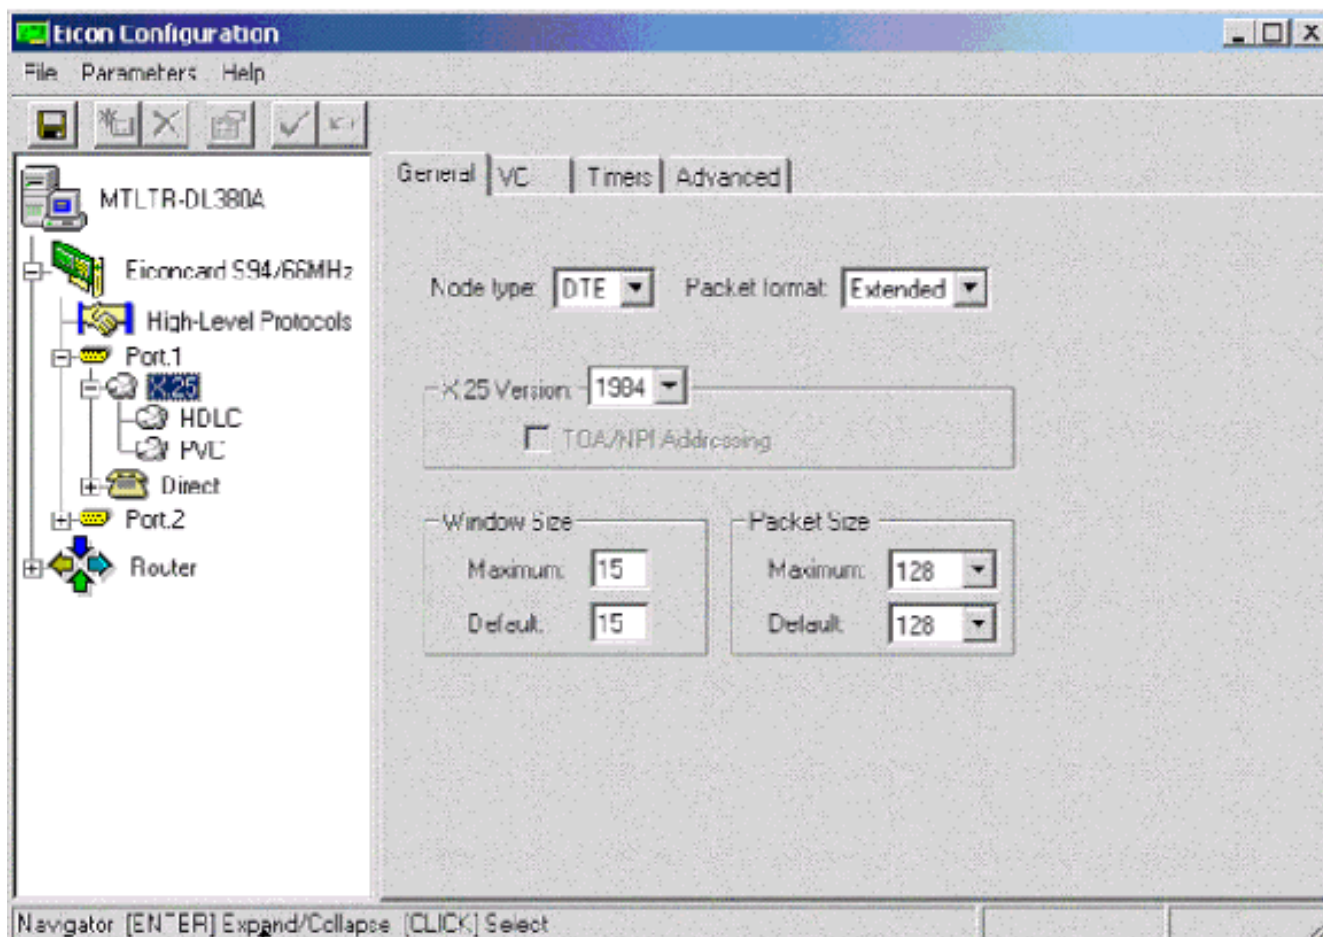 Eicon Configuration
File Parameters Help
MTLTR-DL380A
Eiconcard S94/66MHz
High-Level Protocols
Port.1
X.25
HDLC
PVC
Direct
Port.2
Router
General VC Timers Advanced
Node type: DTE Packet format: Extended
X.25 Version: 1984
TOA/NPI Addressing
Window Size
Maximum: 15
Default: 15
Packet Size
Maximum: 128
Default: 128
Navigator [ENTER] Expand/Collapse [CLICK] Select